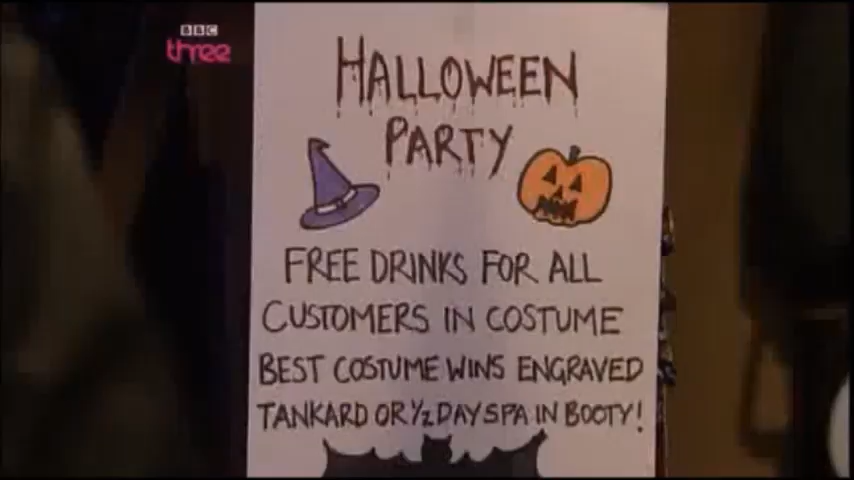 BBC
three
HALLOWEEN
PARTY
FREE DRINKS FOR ALL
CUSTOMERS IN COSTUME
BEST COSTUME WINS ENGRAVED
TANKARD OR ½ DAY SPA IN BOOTY!